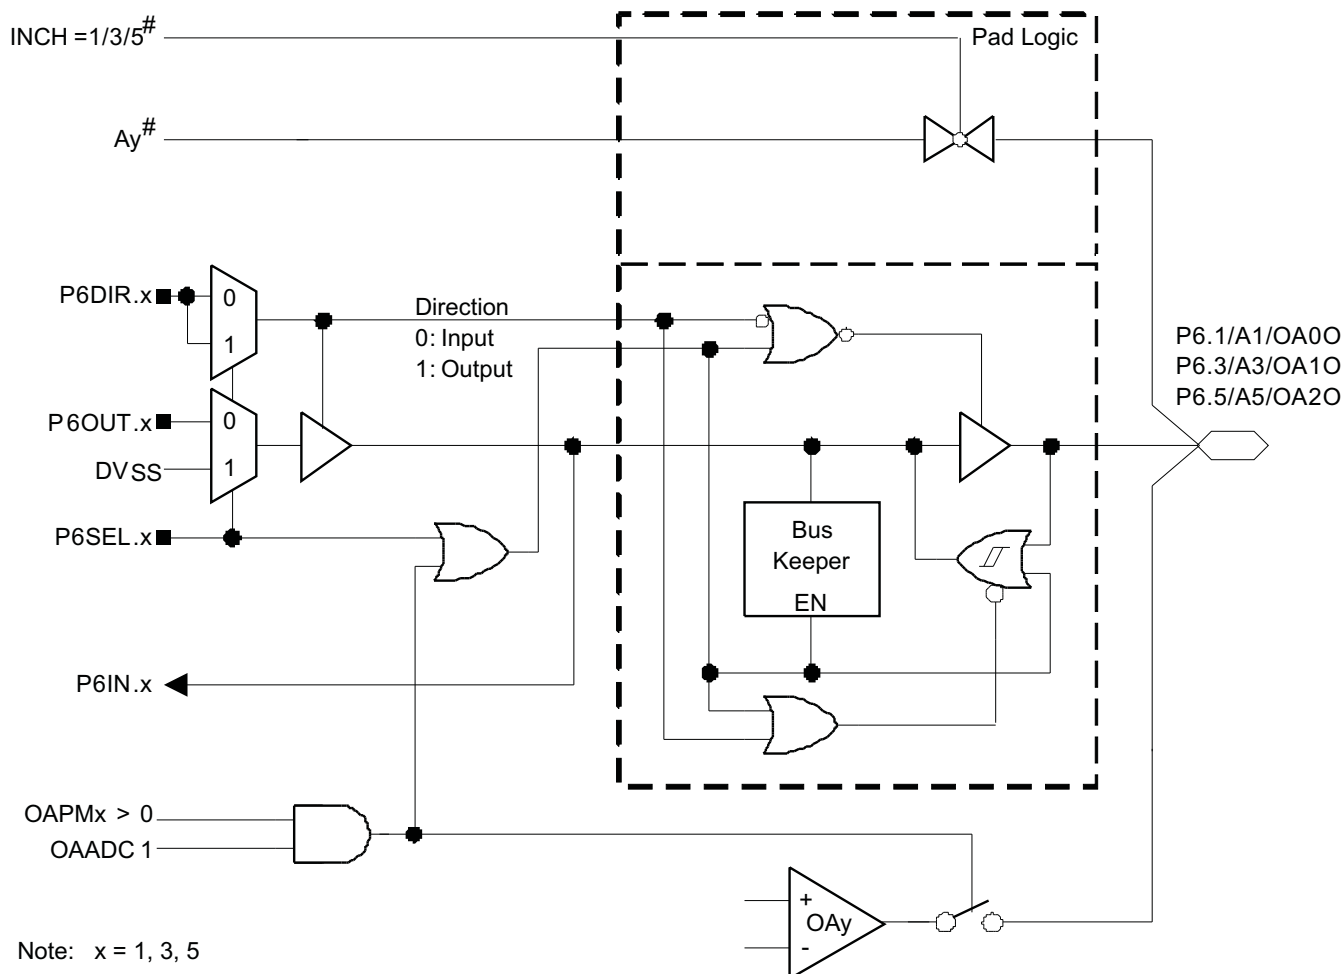 INCH =1/3/5#
Pad Logic
Ay#
P6DIR.x
0
1
Direction
0: Input
1: Output
P6.1/A1/OA0O
P6.3/A3/OA1O
P6.5/A5/OA2O
P6OUT.x
0
DVSS
1
P6SEL.x
Bus
Keeper
EN
P6IN.x
OAPMx > 0
OAADC 1
+
OAy
-
Note: x = 1, 3, 5